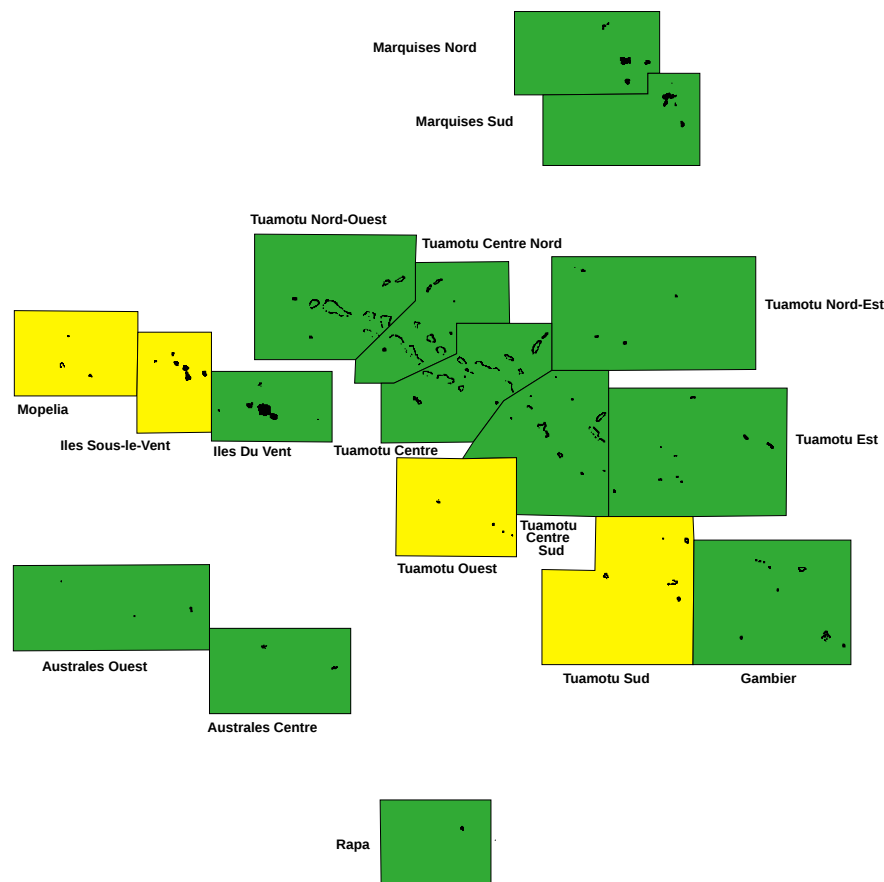 Marquises Nord
Marquises Sud
Tuamotu Nord-Ouest
Tuamotu Centre Nord
Tuamotu Nord-Est
Mopelia
Iles Sous-le-Vent
Iles Du Vent
Tuamotu Centre
Tuamotu Est
Tuamotu
Centre
Sud
Tuamotu Ouest
Australes Ouest
Tuamotu Sud
Gambier
Australes Centre
Rapa